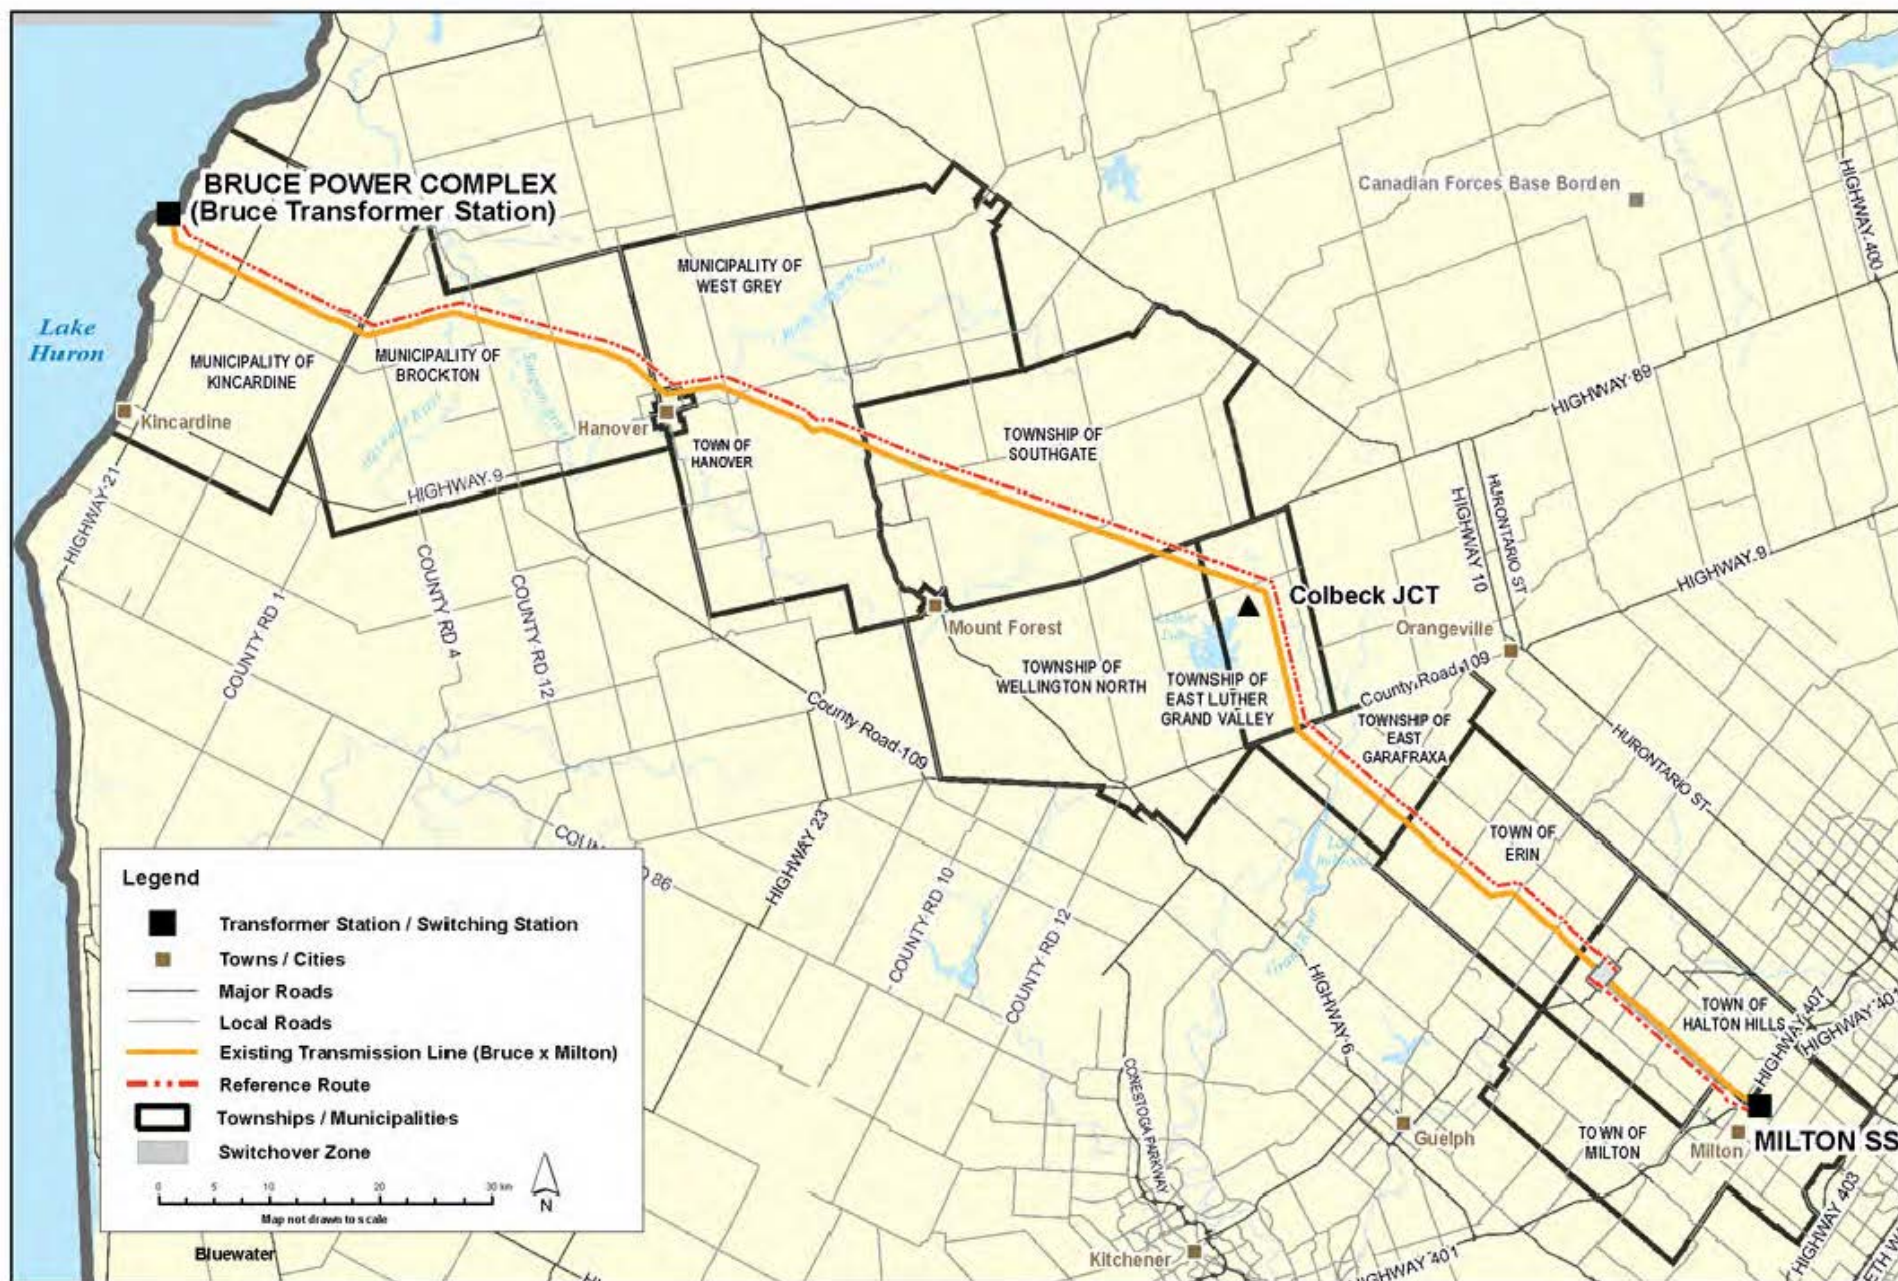 BRUCE POWER COMPLEX
(Bruce Transformer Station)
Canadian Forces Base Borden
HIGHWAY 400
MUNICIPALITY OF
WEST GREY
Lake
Huron
MUNICIPALITY OF
KINCARDINE
MUNICIPALITY OF
BROCKTON
Kincardine
Hanover
TOWN OF
HANOVER
TOWNSHIP OF
SOUTHGATE
HIGHWAY 89
HIGHWAY 21
HIGHWAY 9
HIGHWAY 10
HURONTARIO ST
HIGHWAY 9
COUNTY RD 1
COUNTY RD 4
COUNTY RD 12
Colbeck JCT
Mount Forest
Orangeville
TOWNSHIP OF
WELLINGTON NORTH
TOWNSHIP OF
EAST LUTHER
GRAND VALLEY
County Road 109
TOWNSHIP OF
EAST
GARAFRAXA
County Road 109
HURONTARIO ST
HIGHWAY 23
COUNTY RD 10
COUNTY RD 12
TOWN OF
ERIN
86
Grand River
HIGHWAY 6
TOWN OF
HALTON HILLS
HIGHWAY 407
HIGHWAY 401
CONESTOGA PARKWAY
Guelph
TOWN OF
MILTON
Milton
MILTON SS
HIGHWAY 403
Kitchener
HIGHWAY 401
Legend
Transformer Station / Switching Station
Towns / Cities
Major Roads
Local Roads
Existing Transmission Line (Bruce x Milton)
Reference Route
Townships / Municipalities
Switchover Zone
0 5 10 20 30 km
N
Map not drawn to scale
Bluewater